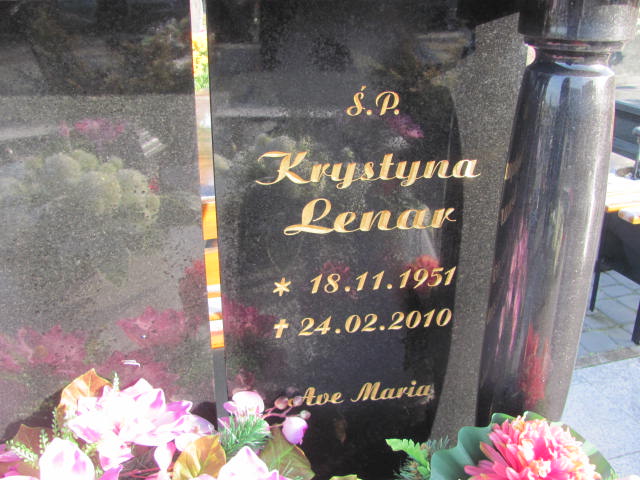 Ś.P.
Krystyna
Lenar
* 18.11.1951
† 24.02.2010
Ave Maria